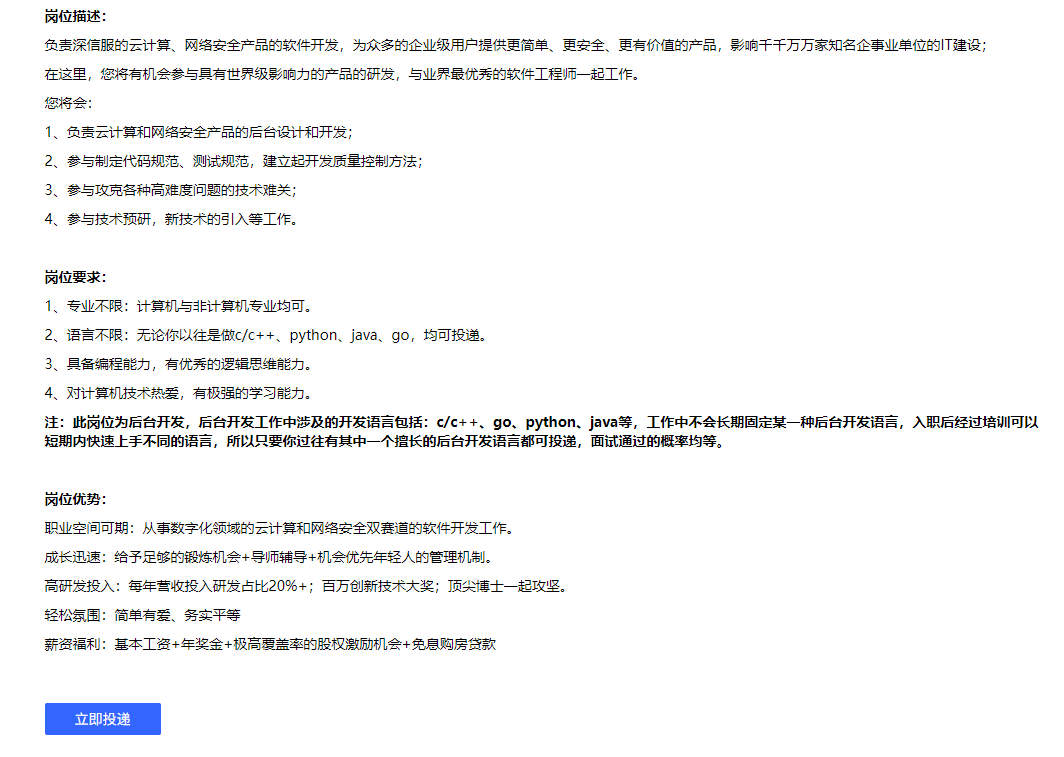 岗位描述：
负责深信服的云计算、网络安全产品的软件开发，为众多的企业级用户提供更简单、更安全、更有价值的产品，影响千千万万家知名企事业单位的IT建设；
在这里，您将有机会参与具有世界级影响力的产品的研发，与业界最优秀的软件工程师一起工作。
您将会：
1、负责云计算和网络安全产品的后台设计和开发；
2、参与制定代码规范、测试规范，建立起开发质量控制方法；
3、参与攻克各种高难度问题的技术难关；
4、参与技术预研，新技术的引入等工作。
岗位要求：
1、专业不限：计算机与非计算机专业均可。
2、语言不限：无论你以往是做c/c++、python、java、go，均可投递。
3、具备编程能力，有优秀的逻辑思维能力。
4、对计算机技术热爱，有极强的学习能力。
注：此岗位为后台开发，后台开发工作中涉及的开发语言包括：c/c++、go、python、java等，工作中不会长期固定某一种后台开发语言，入职后经过培训可以
短期内快速上手不同的语言，所以只要你过往有其中一个擅长的后台开发语言都可投递，面试通过的概率均等。
岗位优势：
职业空间可期：从事数字化领域的云计算和网络安全双赛道的软件开发工作。
成长迅速：给予足够的锻炼机会+导师辅导+机会优先年轻人的管理机制。
高研发投入：每年营收投入研发占比20%+；百万创新技术大奖；顶尖博士一起攻坚。
轻松氛围：简单有爱、务实平等
薪资福利：基本工资+年奖金+极高覆盖率的股权激励机会+免息购房贷款
立即投递